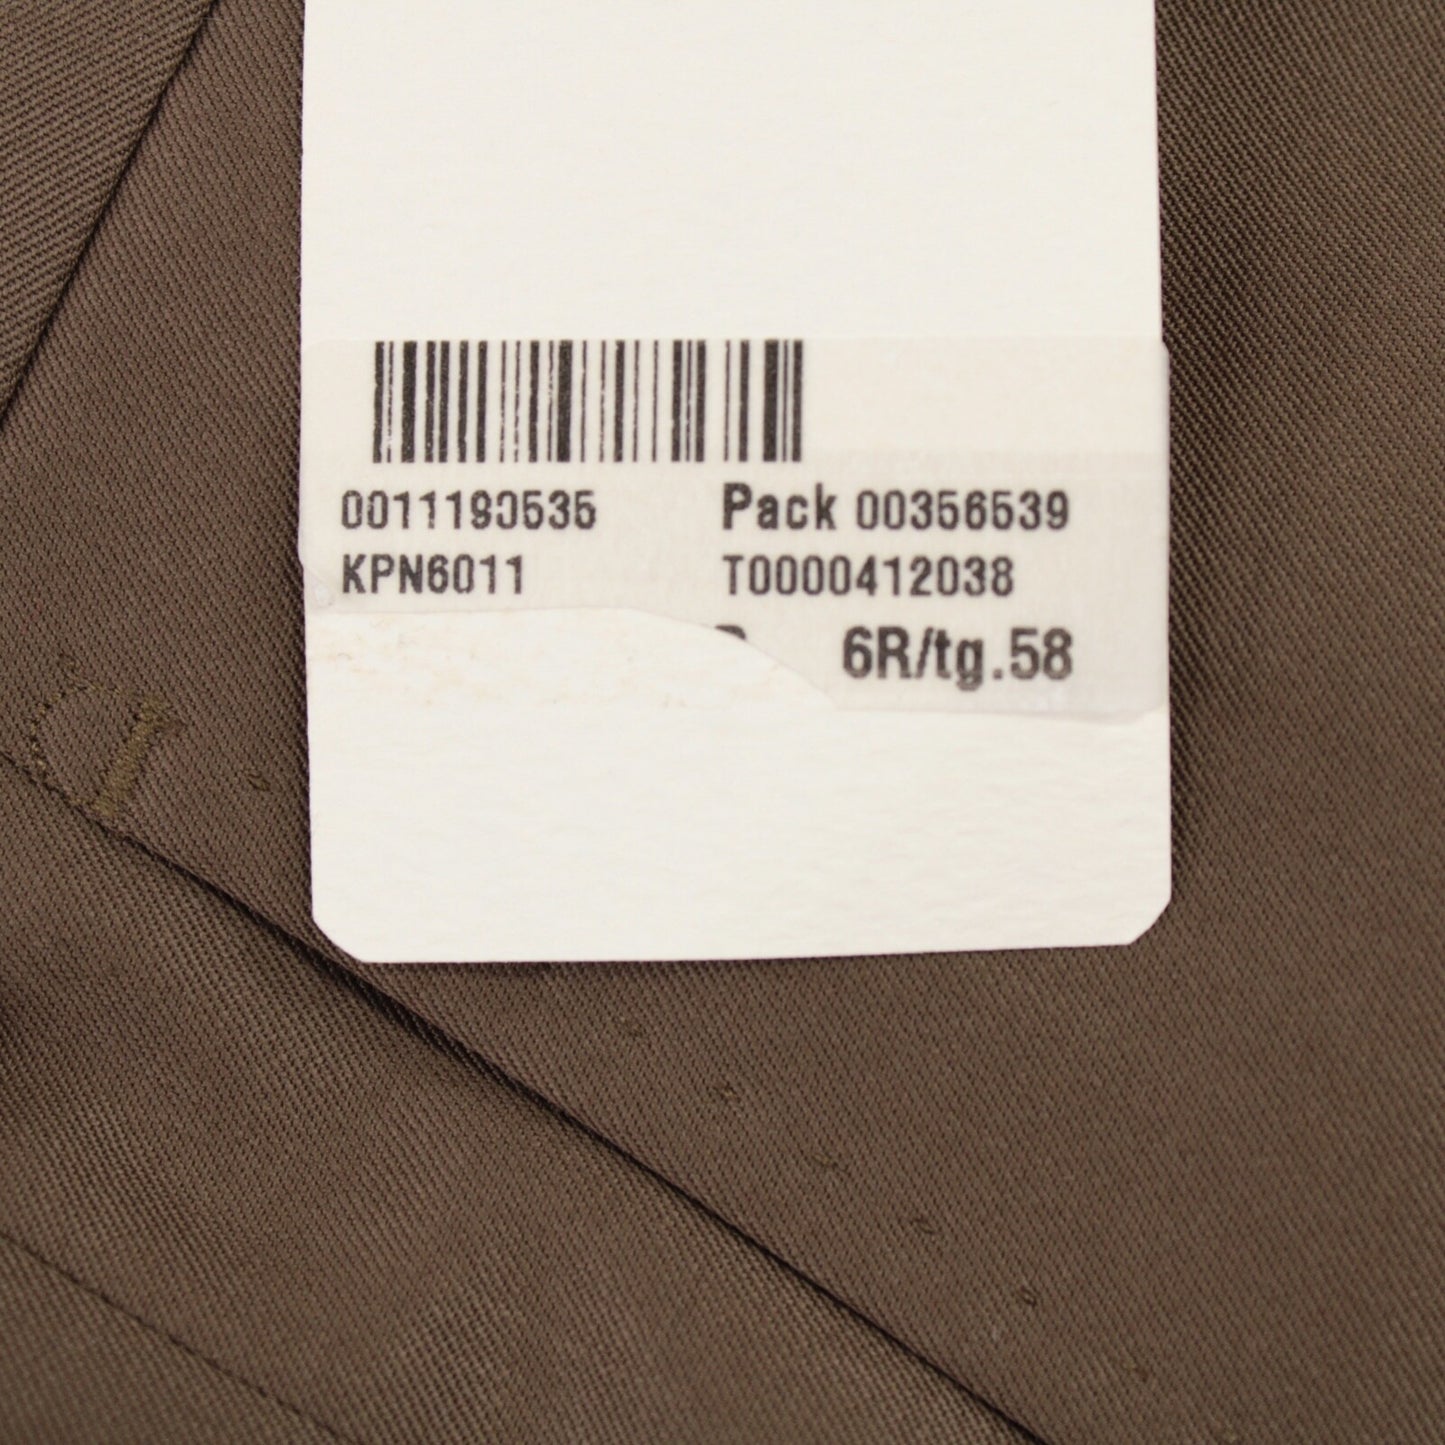 0011190535 Pack 00356539
KPN6011 T0000412038
6R/tg.58